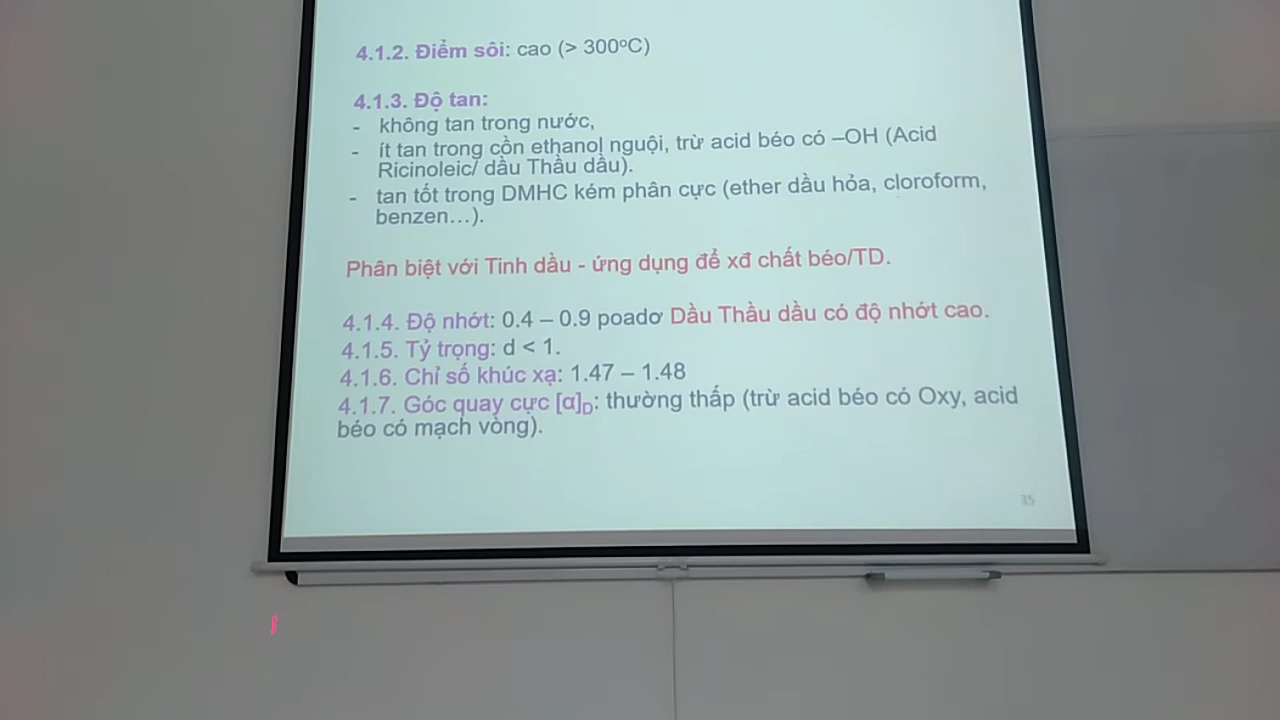 4.1.2. Điểm sôi: cao (> 300ºC)
4.1.3. Độ tan:
- không tan trong nước,
- ít tan trong cồn ethanol nguội, trừ acid béo có –OH (Acid
Ricinoleic/ dầu Thầu dầu).
- tan tốt trong DMHC kém phân cực (ether dầu hỏa, cloroform,
benzen…).
Phân biệt với Tinh dầu - ứng dụng để xđ chất béo/TD.
4.1.4. Độ nhớt: 0.4 – 0.9 poadơ Dầu Thầu dầu có độ nhớt cao.
4.1.5. Tỷ trọng: d < 1.
4.1.6. Chỉ số khúc xạ: 1.47 – 1.48
4.1.7. Góc quay cực [α]D: thường thấp (trừ acid béo có Oxy, acid
béo có mạch vòng).
35